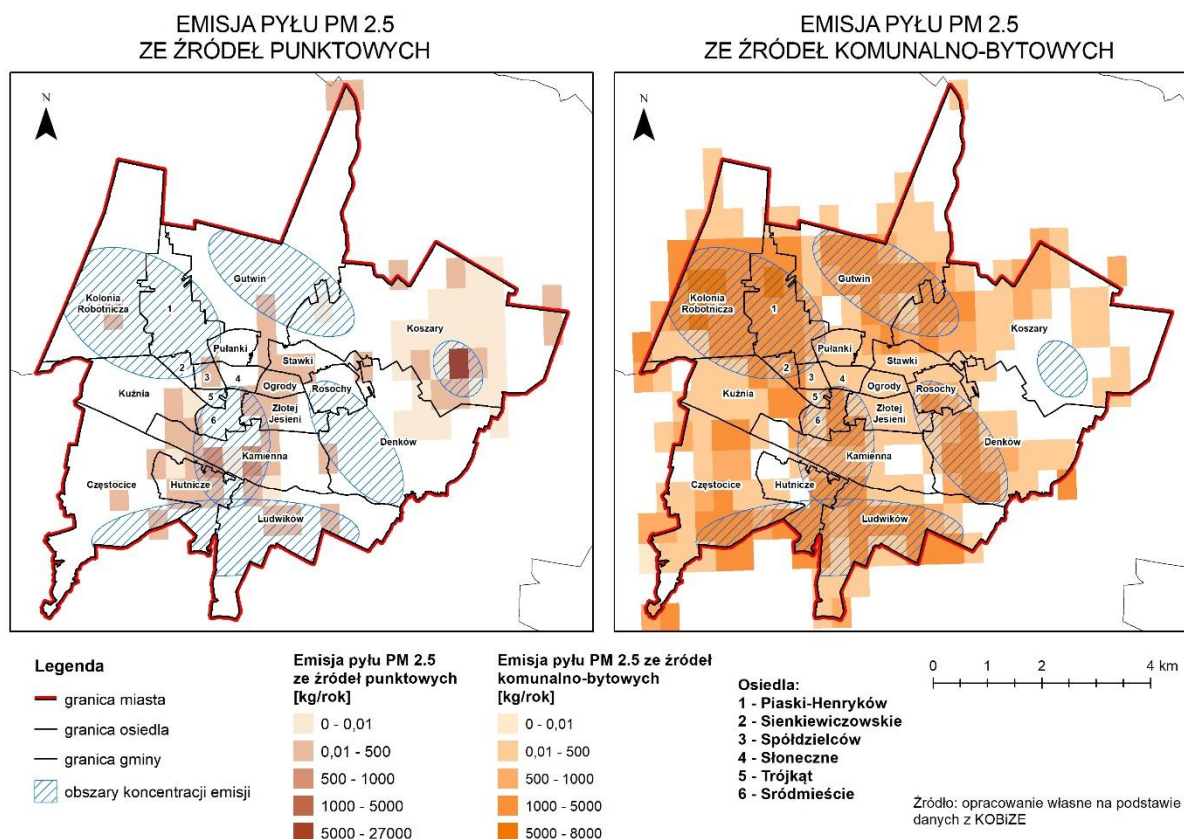 EMISJA PYŁU PM 2.5
ZE ŹRÓDEŁ PUNKTOWYCH
N
Gutwin
Kolonia
Robotnicza
1
Koszary
Pułanki
2
Stawki
3
4
Kuźnia
Ogrody
Rosochy
5
Złotej
Jesieni
6
Denków
Kamienna
Częstocice
Hutnicze
Ludwików
EMISJA PYŁU PM 2.5
ZE ŹRÓDEŁ KOMUNALNO-BYTOWYCH
N
Gutwin
Kolonia
Robotnicza
1
Koszary
Pułanki
2
Stawki
3
4
Kuźnia
Ogrody
Rosochy
5
Złotej
Jesieni
6
Denków
Kamienna
Częstocice
Hutnicze
Ludwików
Legenda
granica miasta
granica osiedla
granica gminy
obszary koncentracji emisji
Emisja pyłu PM 2.5
ze źródeł punktowych
[kg/rok]
0 - 0,01
0,01 - 500
500 - 1000
1000 - 5000
5000 - 27000
Emisja pyłu PM 2.5 ze źródeł
komunalno-bytowych
[kg/rok]
0 - 0,01
0,01 - 500
500 - 1000
1000 - 5000
5000 - 8000
0 1 2 4 km
Osiedla:
1 - Piaski-Henryków
2 - Sienkiewiczowskie
3 - Spółdzielców
4 - Słoneczne
5 - Trójkąt
6 - Sródmieście
Źródło: opracowanie własne na podstawie
danych z KOBiZE